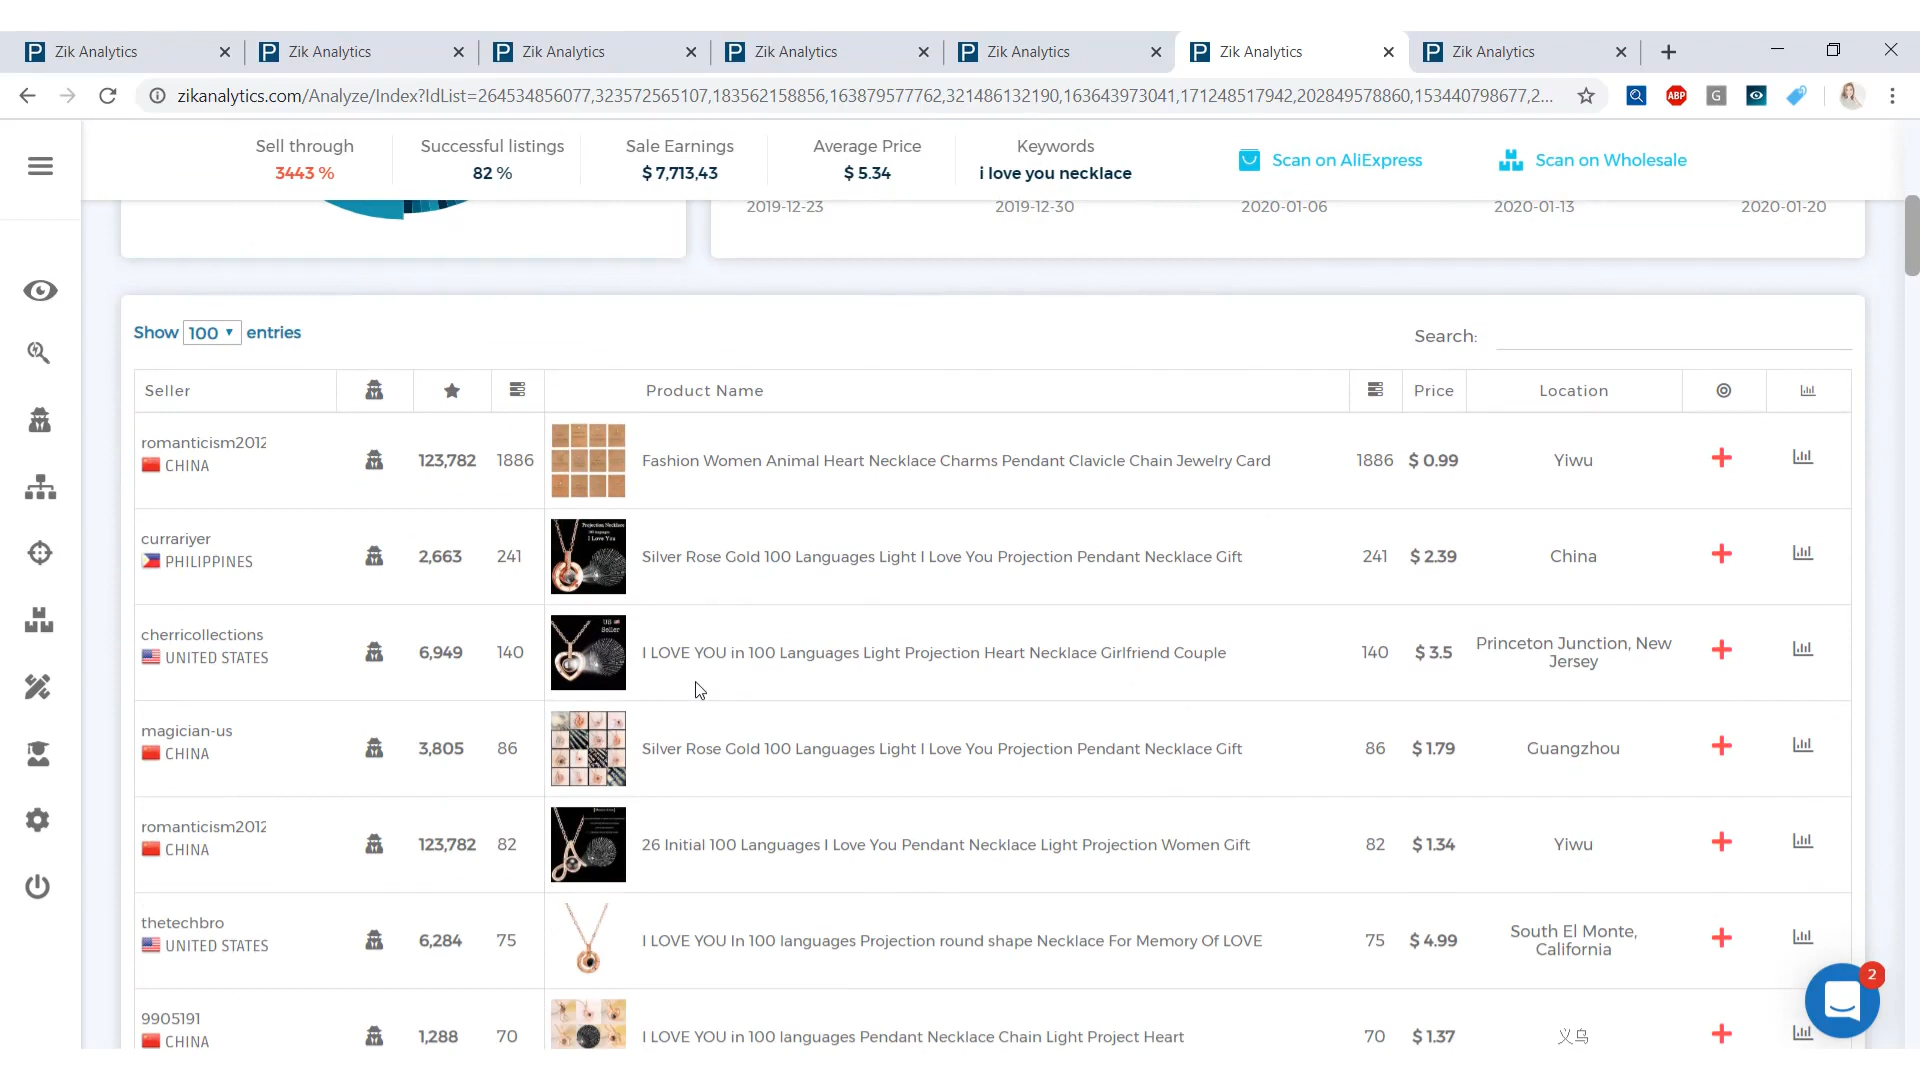 Zik Analytics
Zik Analytics
Zik Analytics
Zik Analytics
Zik Analytics
Zik Analytics
Zik Analytics
zikanalytics.com/Analyze/Index?IdList=264534856077,323572565107,183562158856,163879577762,321486132190,163643973041,171248517942,202849578860,153440798677,2...
ABP
G
Sell through
3443 %
Successful listings
82 %
Sale Earnings
$ 7,713,43
Average Price
$ 5.34
Keywords
i love you necklace
Scan on AliExpress
Scan on Wholesale
2019-12-23
2019-12-30
2020-01-06
2020-01-13
2020-01-20
Show 100 entries
Search:
Seller Product Name Price Location
romanticism2012
CHINA
123,782 1886 Fashion Women Animal Heart Necklace Charms Pendant Clavicle Chain Jewelry Card 1886 $ 0.99 Yiwu
currariyer
PHILIPPINES
2,663 241
Projection Necklace
I Love You
Silver Rose Gold 100 Languages Light I Love You Projection Pendant Necklace Gift 241 $ 2.39 China
cherricollections
UNITED STATES
6,949 140
US
Seller
I LOVE YOU in 100 Languages Light Projection Heart Necklace Girlfriend Couple 140 $ 3.5
Princeton Junction, New
Jersey
magician-us
CHINA
3,805 86 Silver Rose Gold 100 Languages Light I Love You Projection Pendant Necklace Gift 86 $ 1.79 Guangzhou
romanticism2012
CHINA
123,782 82 26 Initial 100 Languages I Love You Pendant Necklace Light Projection Women Gift 82 $ 1.34 Yiwu
thetechbro
UNITED STATES
6,284 75 I LOVE YOU In 100 languages Projection round shape Necklace For Memory Of LOVE 75 $ 4.99
South El Monte,
California
9905191
CHINA
1,288 70 I LOVE YOU in 100 languages Pendant Necklace Chain Light Project Heart 70 $ 1.37 义乌
2